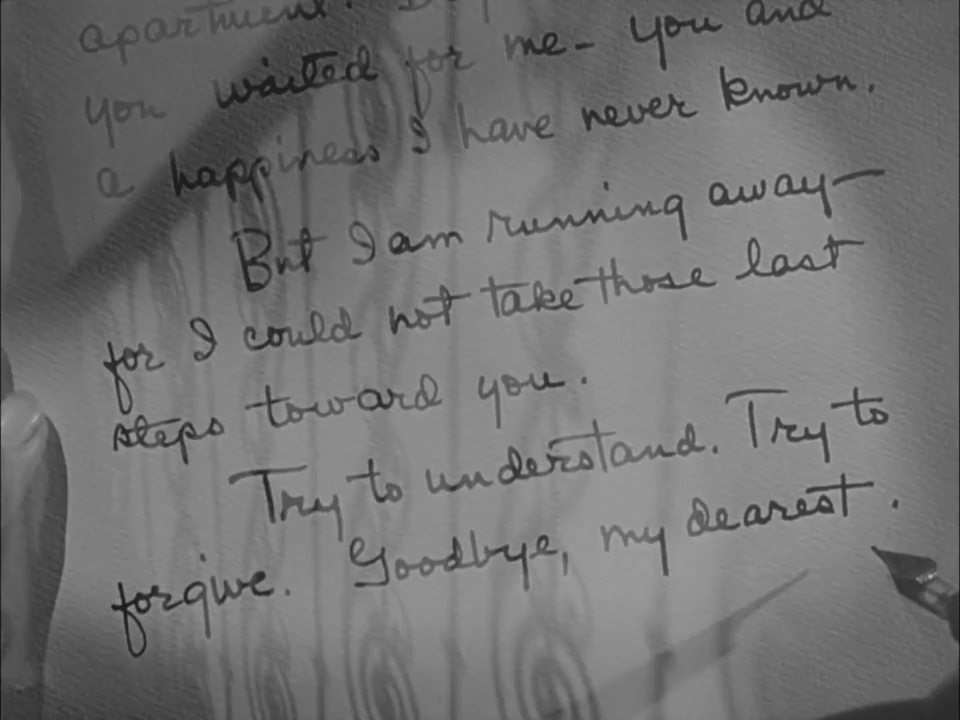 apartment.
you waited for me - you and
a happiness I have never known.
But I am running away—
for I could not take those last
steps toward you.
Try to understand. Try to
forgive. Goodbye, my dearest.